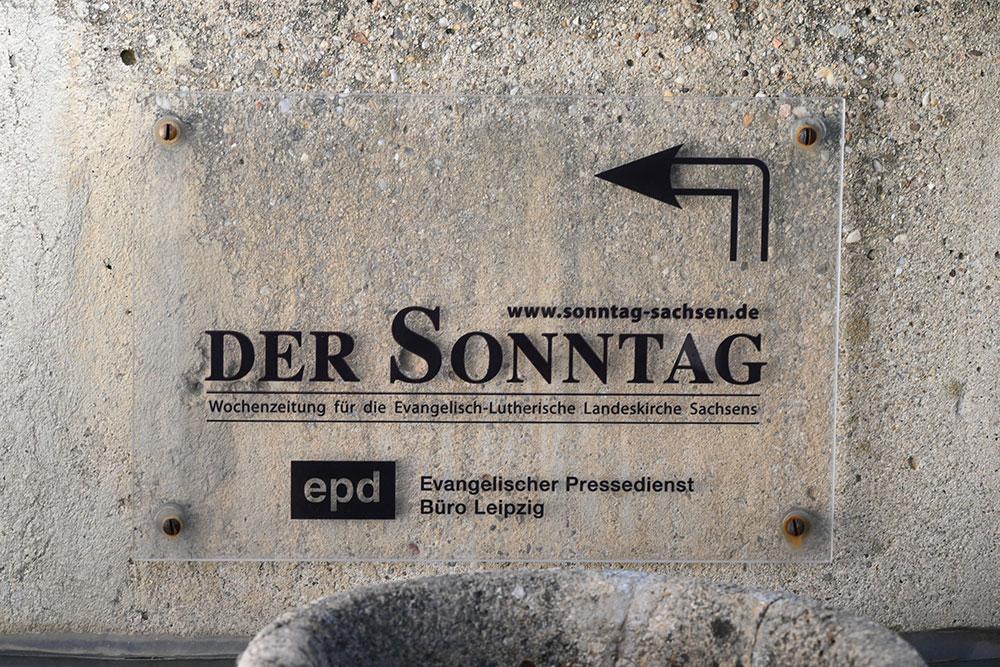 www.sonntag-sachsen.de
DER SONNTAG
Wochenzeitung für die Evangelisch-Lutherische Landeskirche Sachsens
epd
Evangelischer Pressedienst
Büro Leipzig